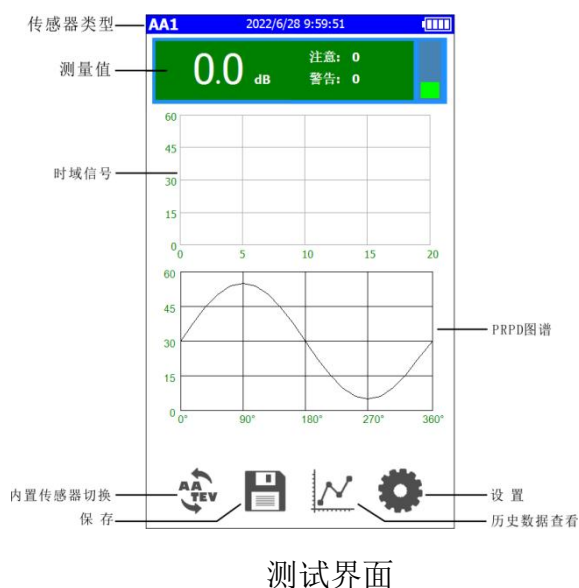 传感器类型
AA1 2022/6/28 9:59:51
测量值
0.0 dB
注意: 0
警告: 0
时域信号
60
45
30
15
0
0 5 10 15 20
60
45
30
15
0
0° 90° 180° 270° 360°
PRPD图谱
AA
TEV
内置传感器切换
设 置
保 存
历史数据查看
测试界面